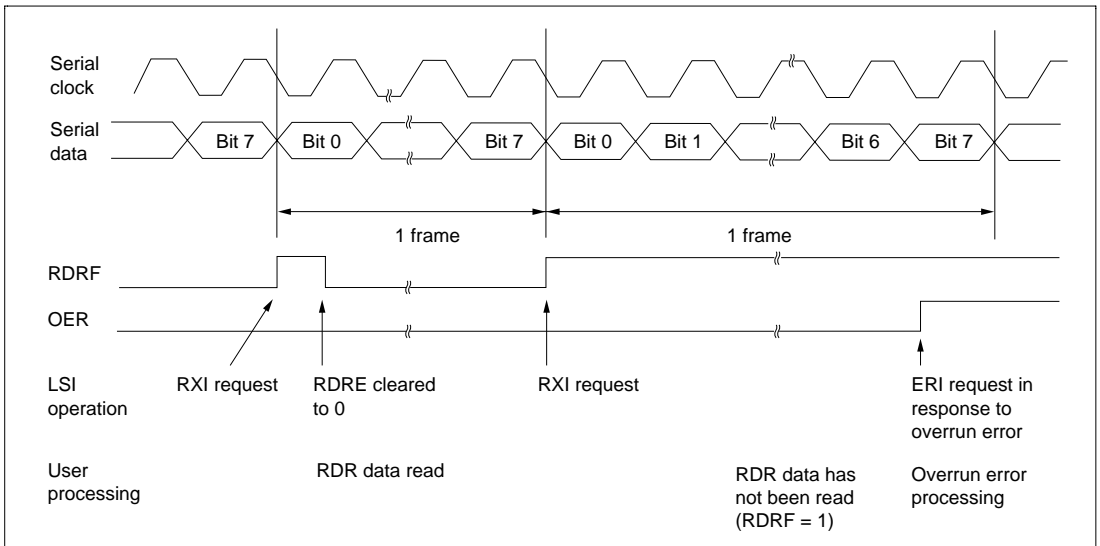 Serial
clock
Serial
data
Bit 7
Bit 0
Bit 7
Bit 0
Bit 1
Bit 6
Bit 7
1 frame
1 frame
RDRF
OER
LSI
operation
RXI request
RDRE cleared
to 0
RXI request
ERI request in
response to
overrun error
User
processing
RDR data read
RDR data has
not been read
(RDRF = 1)
Overrun error
processing